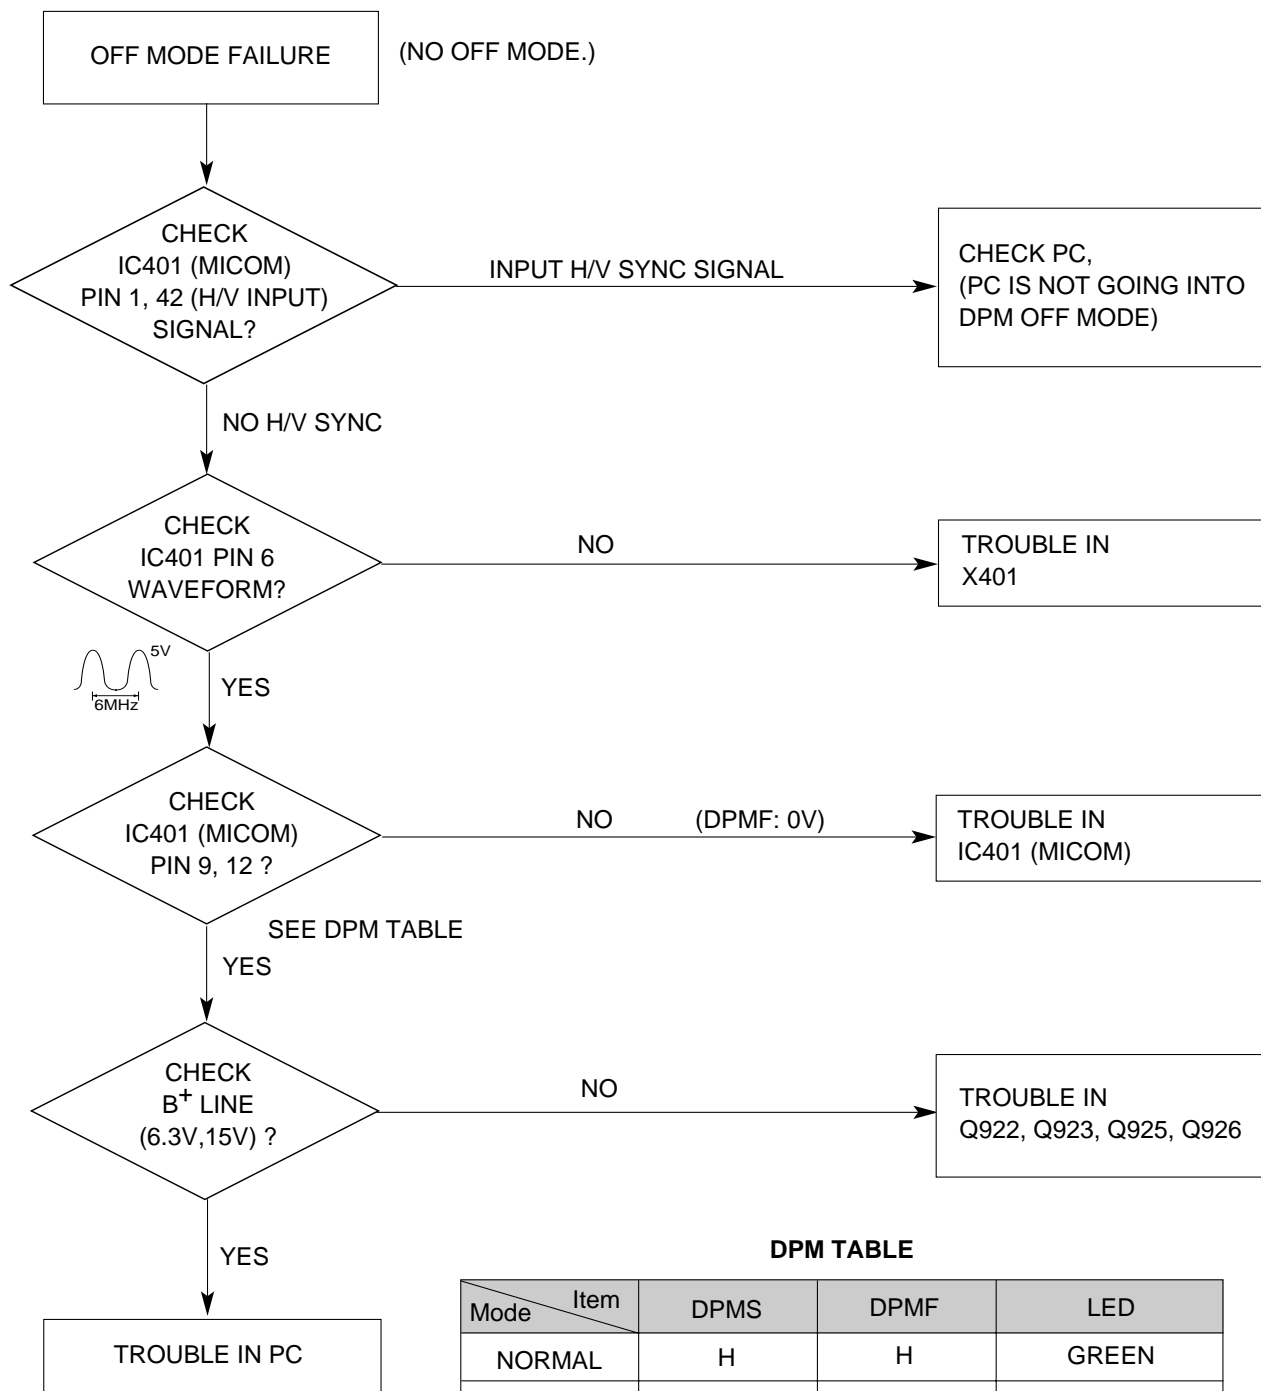 OFF MODE FAILURE
(NO OFF MODE.)
CHECK
IC401 (MICOM)
PIN 1, 42 (H/V INPUT)
SIGNAL?
INPUT H/V SYNC SIGNAL
CHECK PC,
(PC IS NOT GOING INTO
DPM OFF MODE)
NO H/V SYNC
CHECK
IC401 PIN 6
WAVEFORM?
NO
TROUBLE IN
X401
5V
6MHz
YES
CHECK
IC401 (MICOM)
PIN 9, 12 ?
NO (DPMF: 0V)
TROUBLE IN
IC401 (MICOM)
SEE DPM TABLE
YES
CHECK
B+ LINE
(6.3V,15V) ?
NO
TROUBLE IN
Q922, Q923, Q925, Q926
YES
TROUBLE IN PC
DPM TABLE
Mode Item DPMS DPMF LED
NORMAL H H GREEN